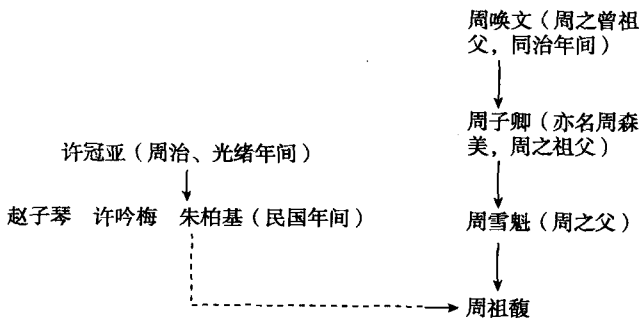 周唤文（周之曾祖
父，同治年间）
周子卿（亦名周森
美，周之祖父）
许冠亚（周治、光绪年间）
赵子琴 许吟梅 朱柏基（民国年间）
周雪魁（周之父）
周祖馥